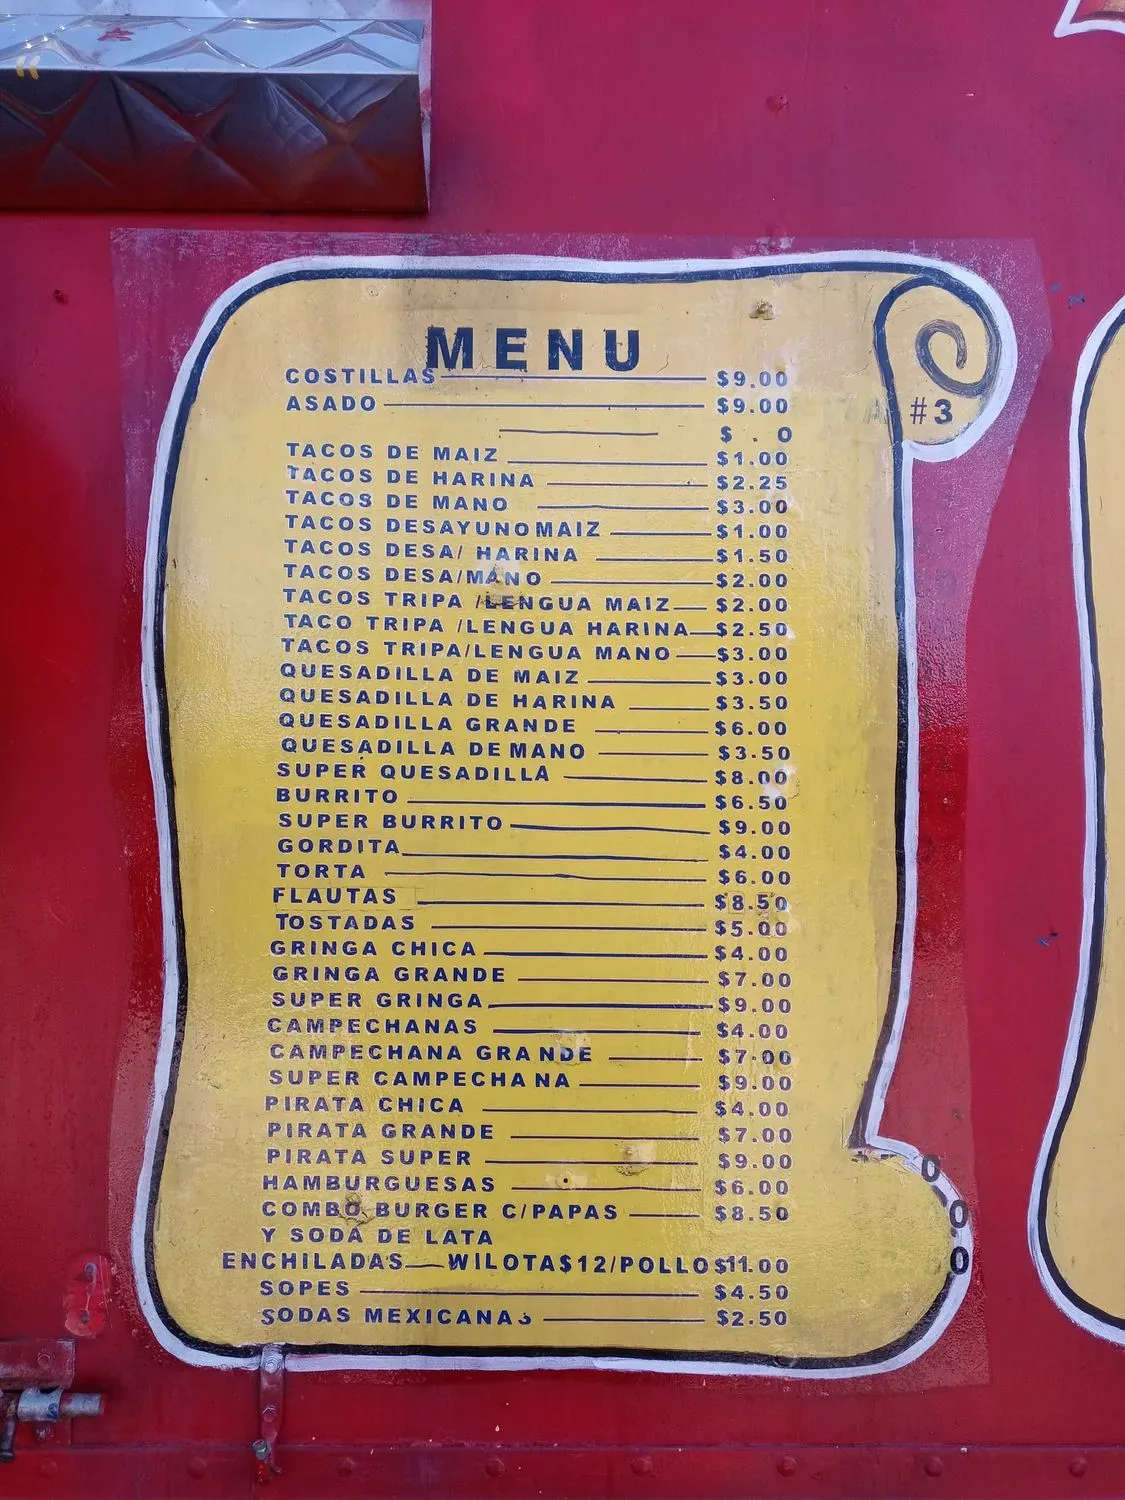 MENU
COSTILLAS $9.00
ASADO $9.00
#3
$ . 0
TACOS DE MAIZ $1.00
TACOS DE HARINA $2.25
TACOS DE MANO $3.00
TACOS DESAYUNO MAIZ $1.00
TACOS DESA/ HARINA $1.50
TACOS DESA/MANO $2.00
TACOS TRIPA /LENGUA MAIZ $2.00
TACO TRIPA /LENGUA HARINA $2.50
TACOS TRIPA/LENGUA MANO $3.00
QUESADILLA DE MAIZ $3.00
QUESADILLA DE HARINA $3.50
QUESADILLA GRANDE $6.00
QUESADILLA DE MANO $3.50
SUPER QUESADILLA $8.00
BURRITO $6.50
SUPER BURRITO $9.00
GORDITA $4.00
TORTA $6.00
FLAUTAS $8.50
TOSTADAS $5.00
GRINGA CHICA $4.00
GRINGA GRANDE $7.00
SUPER GRINGA $9.00
CAMPECHANAS $4.00
CAMPECHANA GRANDE $7.00
SUPER CAMPECHANA $9.00
PIRATA CHICA $4.00
PIRATA GRANDE $7.00
PIRATA SUPER $9.00
HAMBURGUESAS $6.00
COMBO BURGER C/PAPAS $8.50
Y SODA DE LATA
ENCHILADAS WILOTA$12/POLLO$11.00
SOPES $4.50
SODAS MEXICANAS $2.50
0
0
0